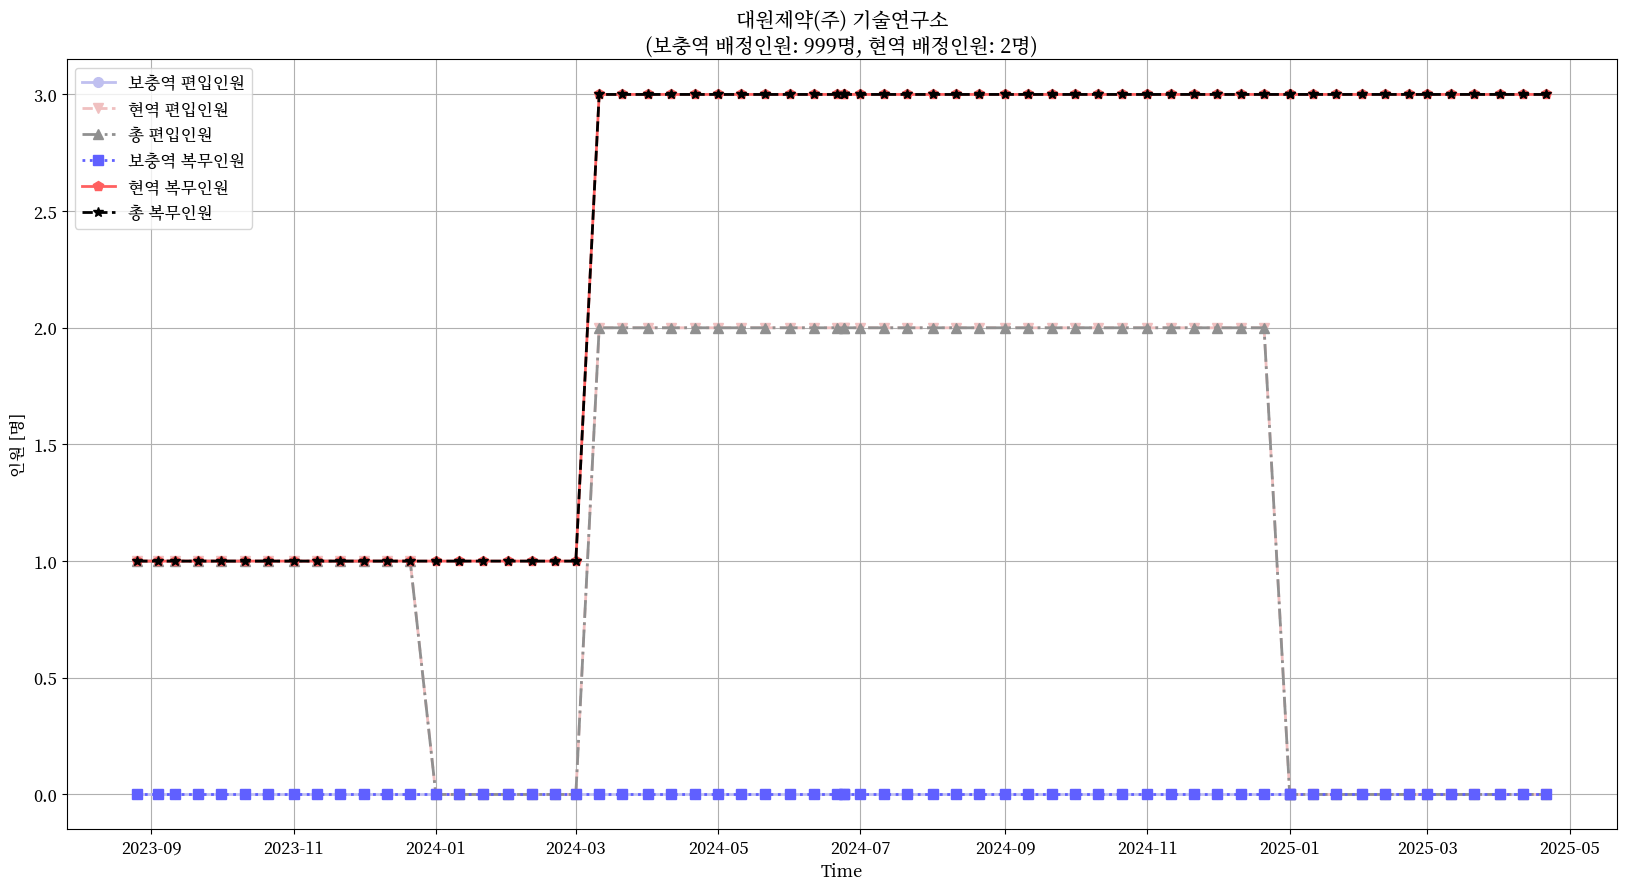 대원제약(주) 기술연구소
(보충역 배정인원: 999명, 현역 배정인원: 2명)
보충역 편입인원
현역 편입인원
총 편입인원
보충역 복무인원
현역 복무인원
총 복무인원
인원 [명]
3.0
2.5
2.0
1.5
1.0
0.5
0.0
2023-09
2023-11
2024-01
2024-03
2024-05
2024-07
2024-09
2024-11
2025-01
2025-03
2025-05
Time